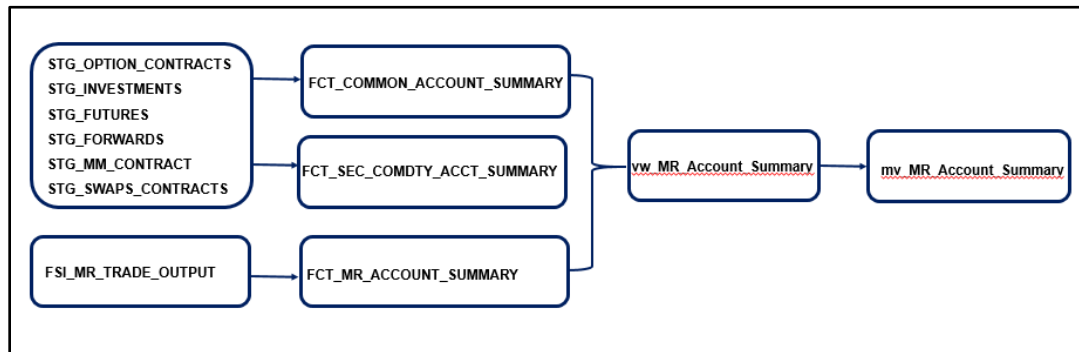 STG_OPTION_CONTRACTS
STG_INVESTMENTS
STG_FUTURES
STG_FORWARDS
STG_MM_CONTRACT
STG_SWAPS_CONTRACTS
FCT_COMMON_ACCOUNT_SUMMARY
FCT_SEC_COMDTY_ACCT_SUMMARY
FSI_MR_TRADE_OUTPUT
FCT_MR_ACCOUNT_SUMMARY
vw_MR_Account_Summary
mv_MR_Account_Summary